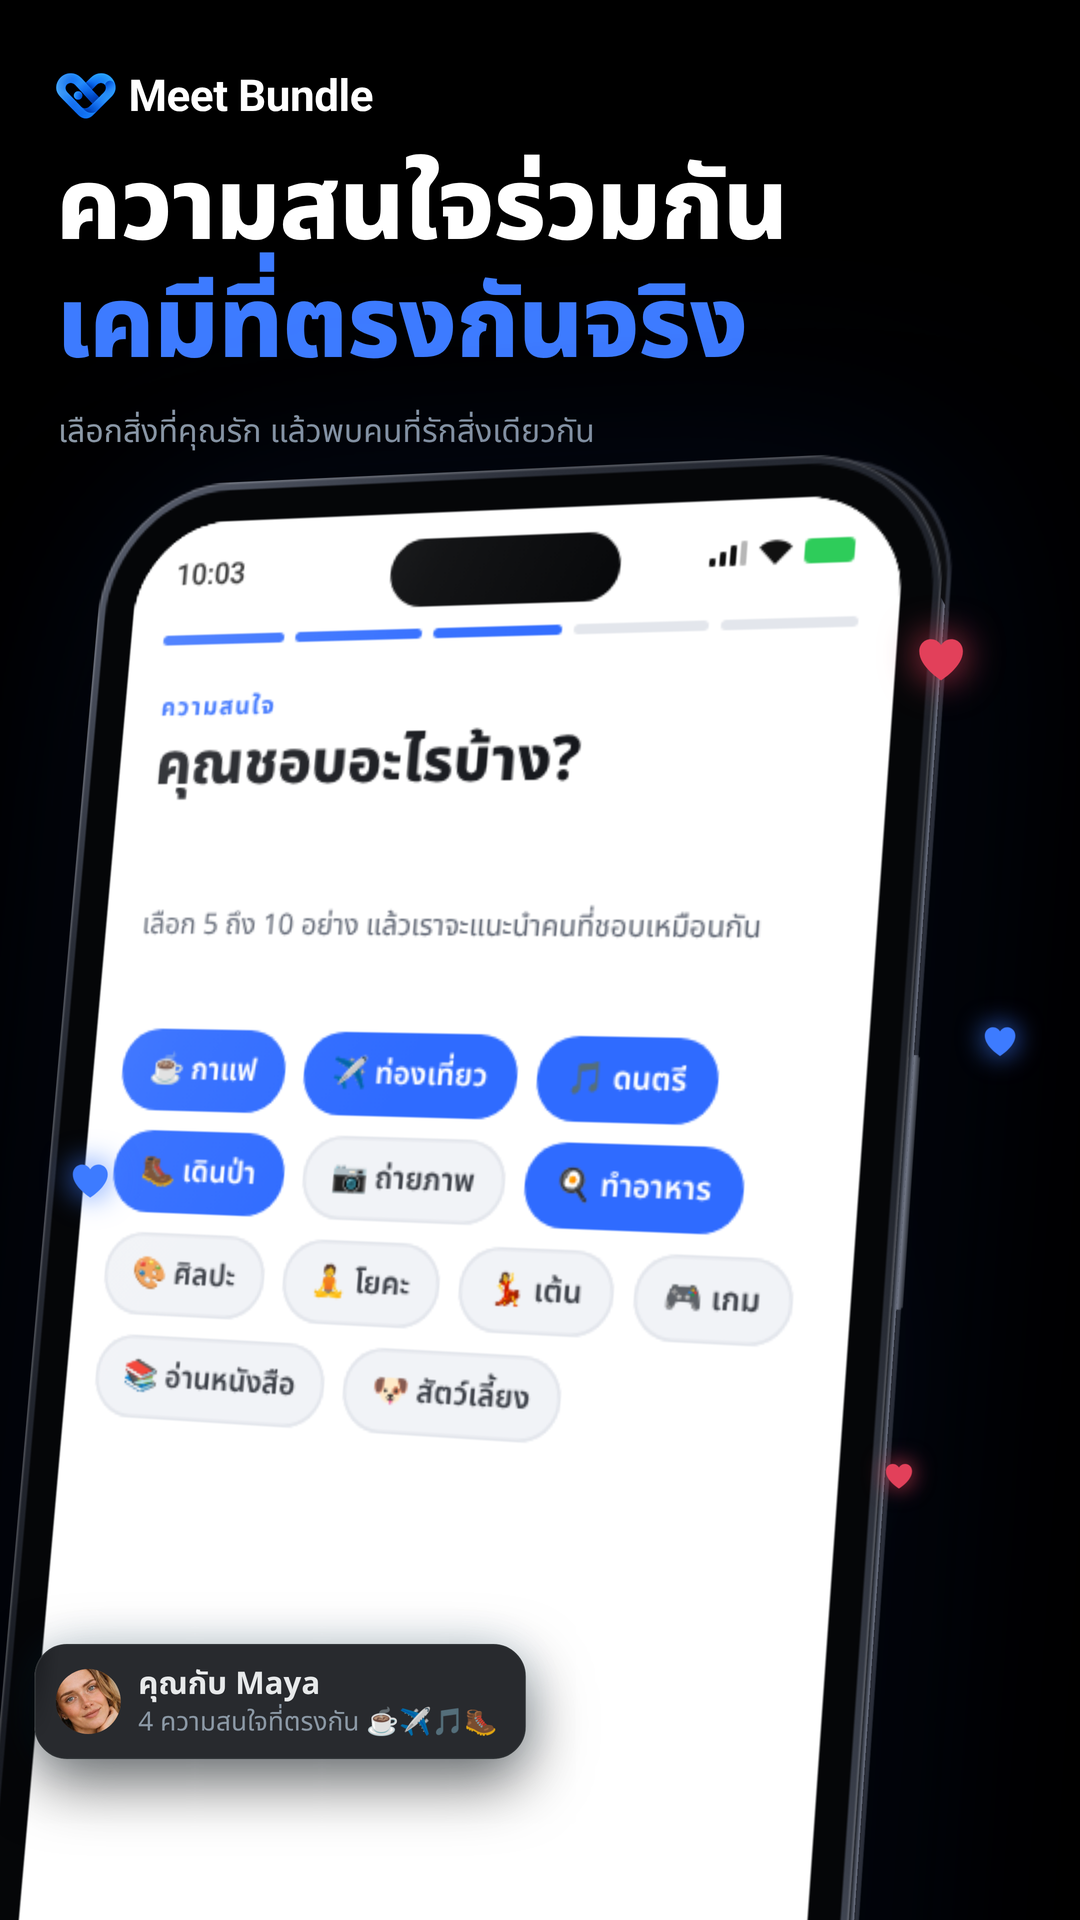 Meet Bundle
ความสนใจร่วมกัน
เคมีที่ตรงกันจริง
เลือกสิ่งที่คุณรัก แล้วพบคนที่รักสิ่งเดียวกัน
10:03
ความสนใจ
คุณชอบอะไรบ้าง?
เลือก 5 ถึง 10 อย่าง แล้วเราจะแนะนำคนที่ชอบเหมือนกัน
☕ กาแฟ ✈️ ท่องเที่ยว 🎵 ดนตรี
🥾 เดินป่า 📷 ถ่ายภาพ 🍳 ทำอาหาร
🎨 ศิลปะ 🧘 โยคะ 💃 เต้น 🎮 เกม
📚 อ่านหนังสือ 🐶 สัตว์เลี้ยง
คุณกับ Maya
4 ความสนใจที่ตรงกัน ☕✈️🎵🥾